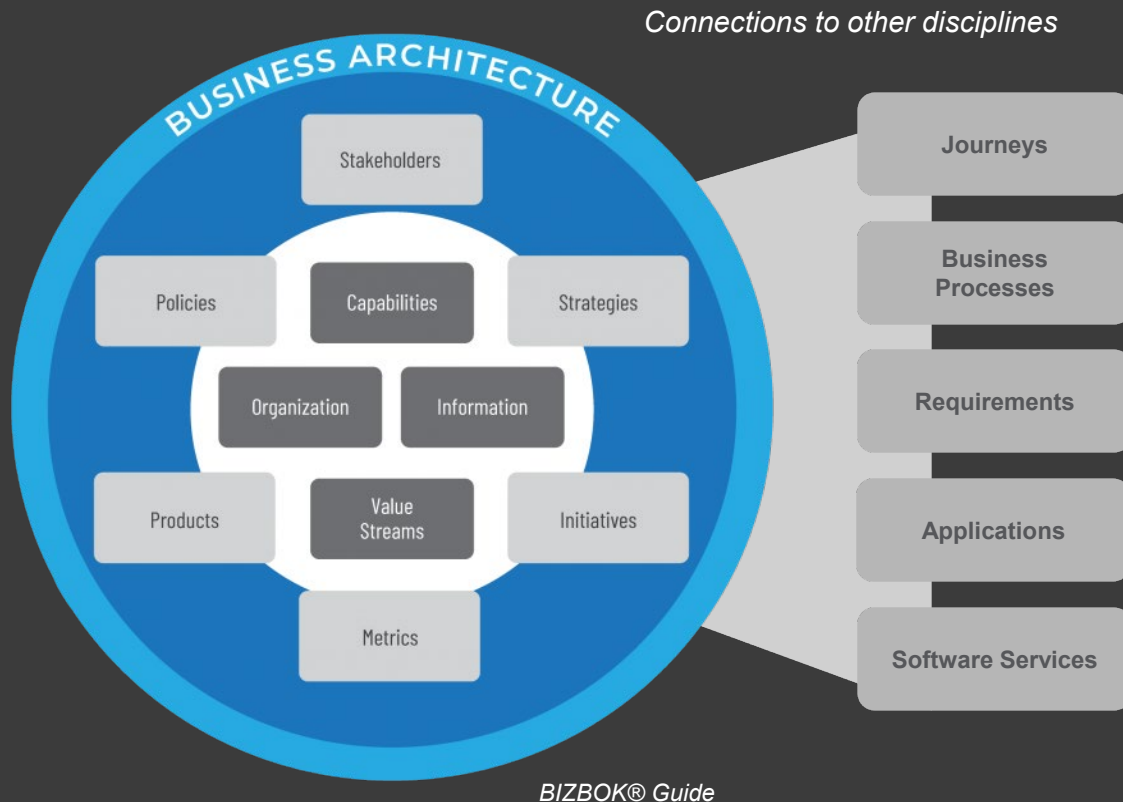 Connections to other disciplines
BUSINESS ARCHITECTURE
Stakeholders
Policies
Capabilities
Strategies
Organization
Information
Products
Value
Streams
Initiatives
Metrics
Journeys
Business
Processes
Requirements
Applications
Software Services
BIZBOK® Guide